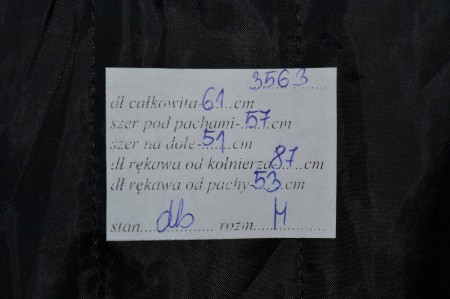 3563
dł całkowita-61...cm
szer pod pachami-57...cm
szer na dole-51...cm
dł rękawa od kołnierza 87...cm
dł rękawa od pachy-53..cm
stan...db... rozm...M...